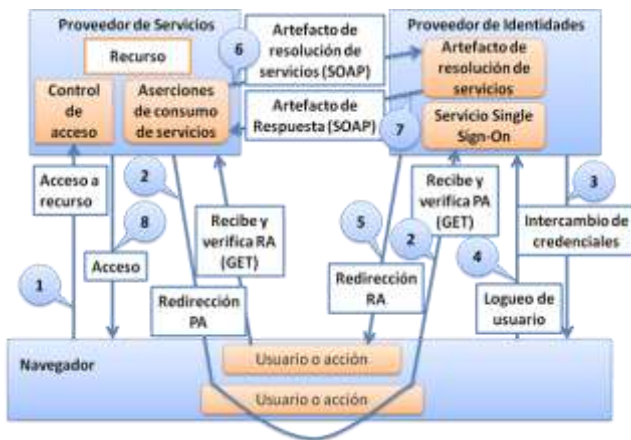 Proveedor de Servicios
Recurso
Control
de
acceso
Aserciones
de consumo
de servicios
6
Artefacto de
resolución de
servicios (SOAP)
Artefacto de
Respuesta (SOAP)
7
Proveedor de Identidades
Artefacto de
resolución de
servicios
Servicio Single
Sign-On
Acceso a
recurso
2
8
Acceso
1
Recibe y
verifica RA
(GET)
Redirección
PA
5
Redirección
RA
Recibe y
verifica PA
(GET)
2
3
Intercambio de
credenciales
4
Logueo de
usuario
Navegador
Usuario o acción
Usuario o acción